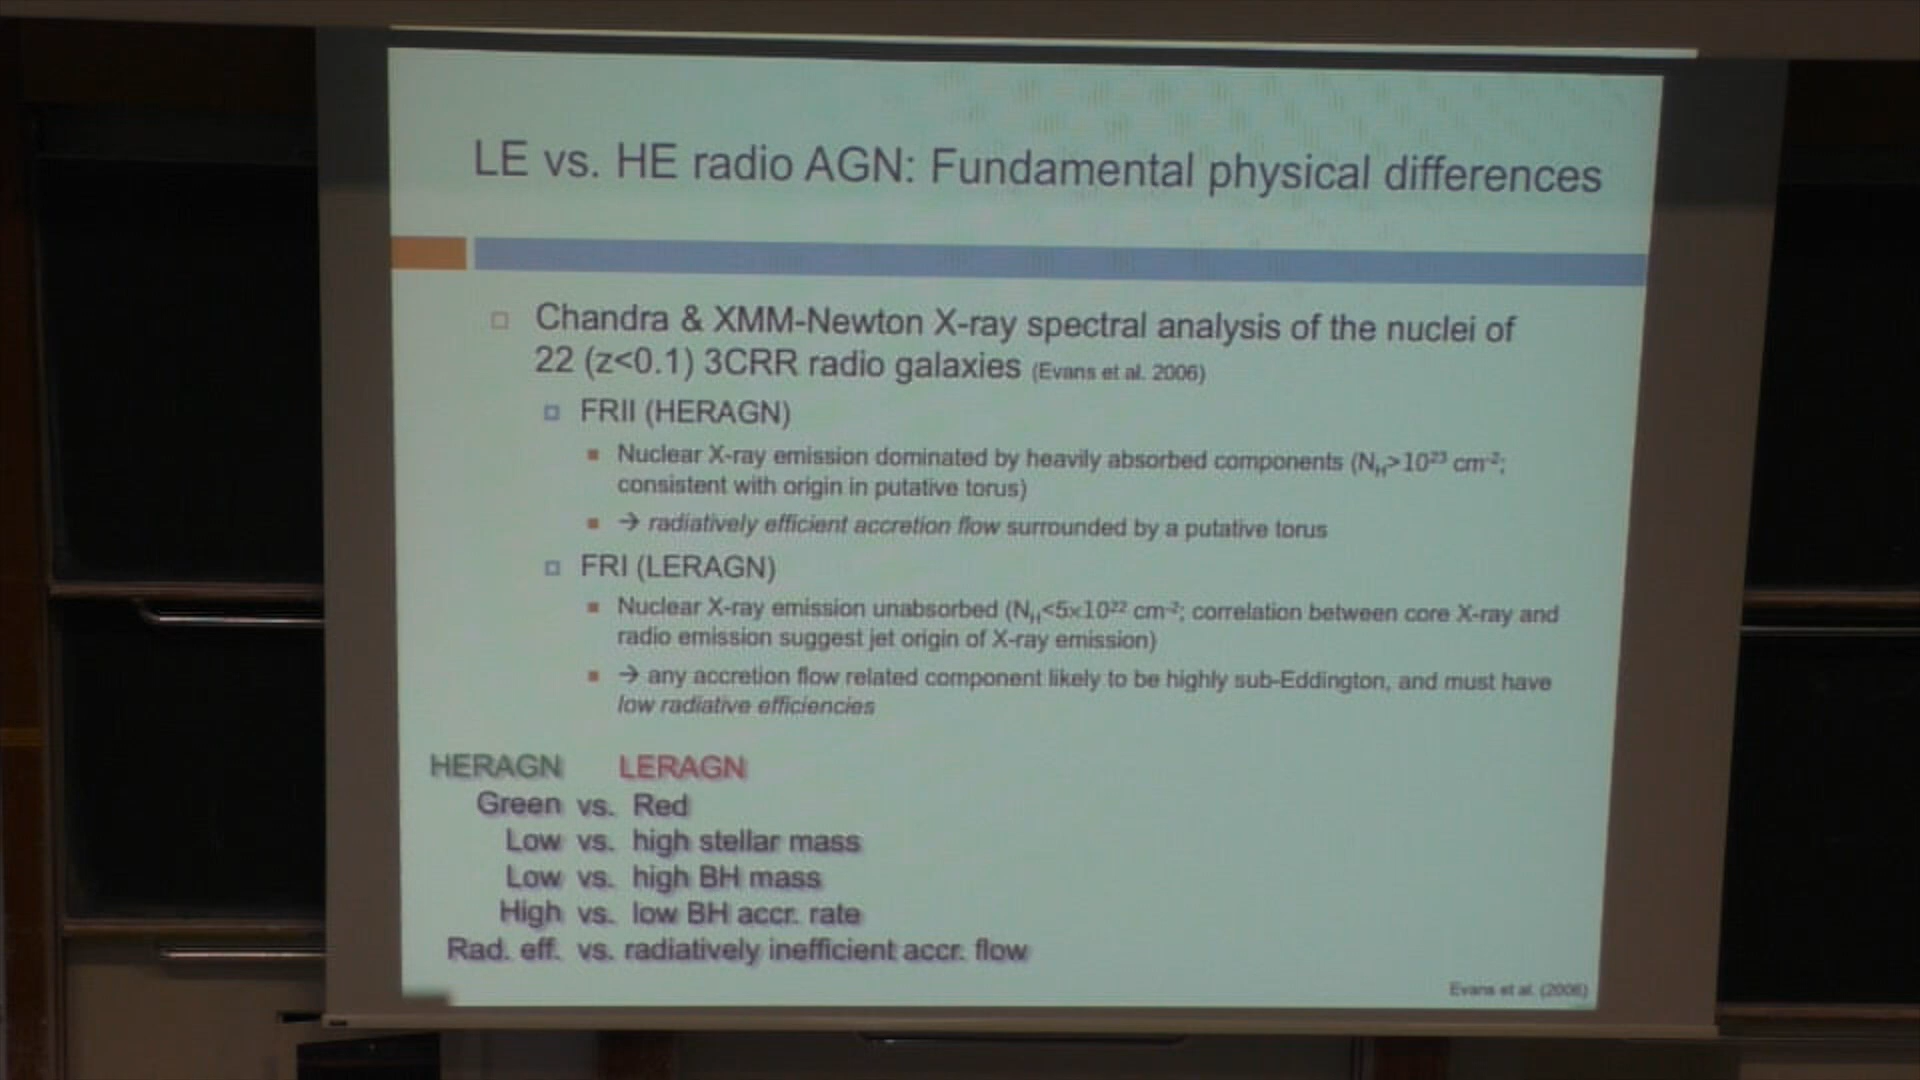 LE vs. HE radio AGN: Fundamental physical differences
Chandra & XMM-Newton X-ray spectral analysis of the nuclei of
22 (z<0.1) 3CRR radio galaxies (Evans et al. 2006)
FRII (HERAGN)
Nuclear X-ray emission dominated by heavily absorbed components (N_H>10²³ cm⁻²;
consistent with origin in putative torus)
→ radiatively efficient accretion flow surrounded by a putative torus
FRI (LERAGN)
Nuclear X-ray emission unabsorbed (N_H<5x10²² cm⁻²; correlation between core X-ray and
radio emission suggest jet origin of X-ray emission)
→ any accretion flow related component likely to be highly sub-Eddington, and must have
low radiative efficiencies
HERAGN LERAGN
Green vs. Red
Low vs. high stellar mass
Low vs. high BH mass
High vs. low BH accr. rate
Rad. eff. vs. radiatively inefficient accr. flow
Evans et al. (2006)